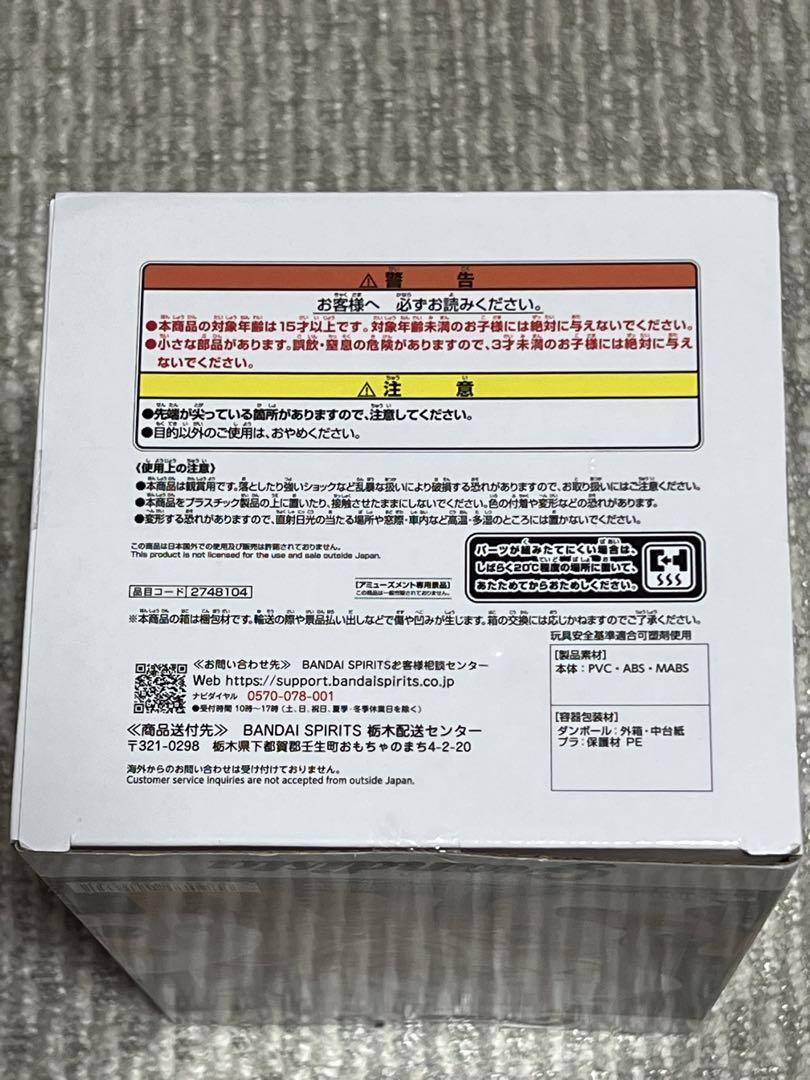 ⚠警 告
お客様へ 必ずお読みください。
●本商品の対象年齢は15才以上です。対象年齢未満のお子様には絶対に与えないでください。
●小さな部品があります。誤飲・窒息の危険がありますので、3才未満のお子様には絶対に与え
ないでください。
⚠注 意
●先端が尖っている箇所がありますので、注意してください。
●目的以外のご使用は、おやめください。
《使用上の注意》
●本商品は観賞用です。落としたり強いショックなど乱暴な扱いにより破損する恐れがありますので、お取り扱いにはご注意ください。
●本商品をプラスチック製品の上に置いたり、接触させたままにしないでください。色の付着や変形などの恐れがあります。
●変形する恐れがありますので、直射日光の当たる場所や窓際・車内など高温・多湿のところには置かないでください。
この商品は日本国外での使用及び販売は許諾されておりません。
This product is not licensed for the use and sale outside Japan.
パーツが組みたてにくい場合は、
しばらく20℃程度の場所に置いて、
あたためてからおためしください。
品目コード 2748104
【アミューズメント専用景品】
この商品は一般市販されておりません。
※本商品の箱は梱包材です。輸送の際や景品払い出しなどで傷や凹みが生じます。箱の交換には応じかねますのでご了承ください。
玩具安全基準適合可塑剤使用
【製品素材】
本体：PVC・ABS・MABS
【容器包装材】
ダンボール：外箱・中台紙
プラ：保護材 PE
≪お問い合わせ先≫ BANDAI SPIRITSお客様相談センター
Web https://support.bandaispirits.co.jp
ナビダイヤル 0570-078-001
●受付時間 10時〜17時（土、日、祝日、夏季・冬季休業日を除く）
≪商品送付先≫ BANDAI SPIRITS 栃木配送センター
〒321-0298 栃木県下都賀郡壬生町おもちゃのまち4-2-20
海外からのお問い合わせは受け付けておりません。
Customer service inquiries are not accepted from outside Japan.